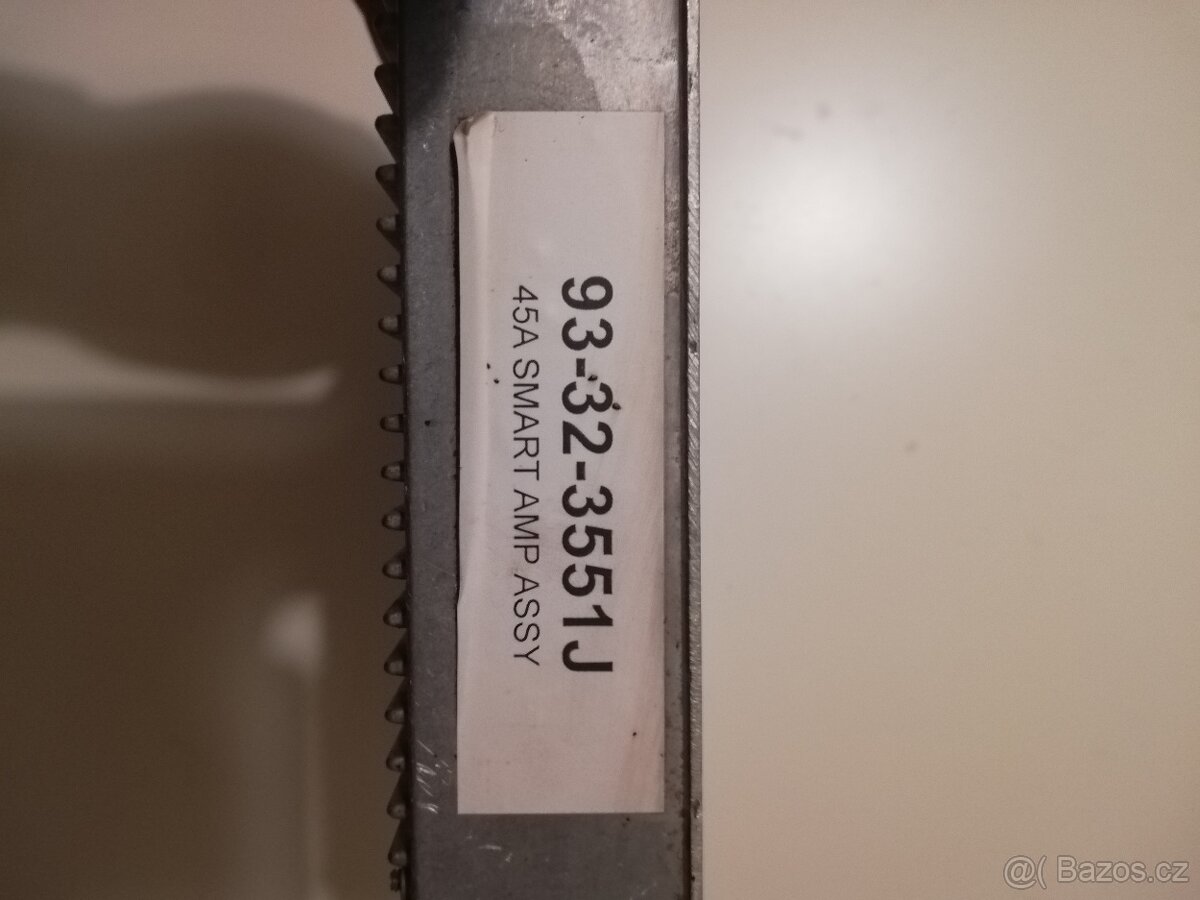 93-32-3551J
45A SMART AMP ASSY
@( Bazos.cz